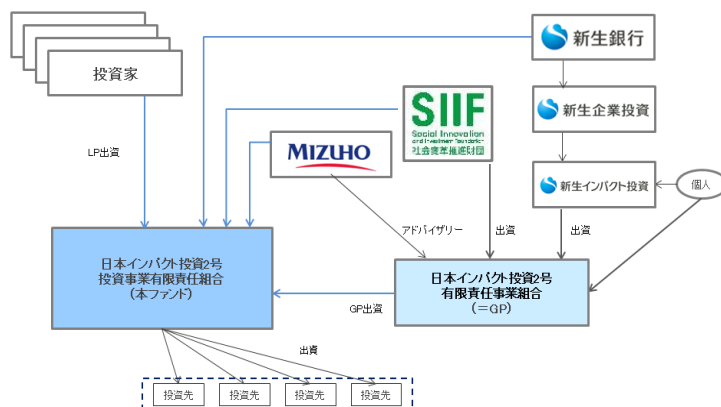 新生銀行
投資家
SIIF
Social Innovation
and Investment Foundation
社会変革推進財団
新生企業投資
LP出資
MIZUHO
新生インパクト投資
個人
アドバイザリー
出資
出資
日本インパクト投資2号
投資事業有限責任組合
(本ファンド)
日本インパクト投資2号
有限責任事業組合
(=GP)
GP出資
出資
投資先
投資先
投資先
投資先